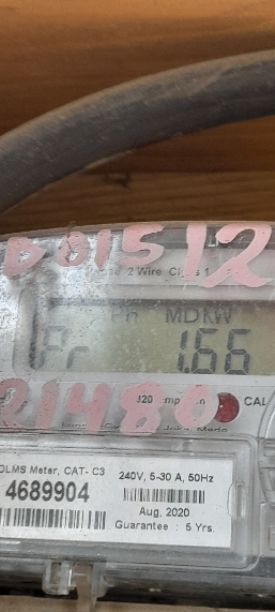 D01512
2 Wire
Ph MDKW
Pr 1.66
CAL
21480
DLMS Meter, CAT- C3
240V, 5-30 A, 50Hz
4689904
Aug, 2020
Guarantee : 5 Yrs.